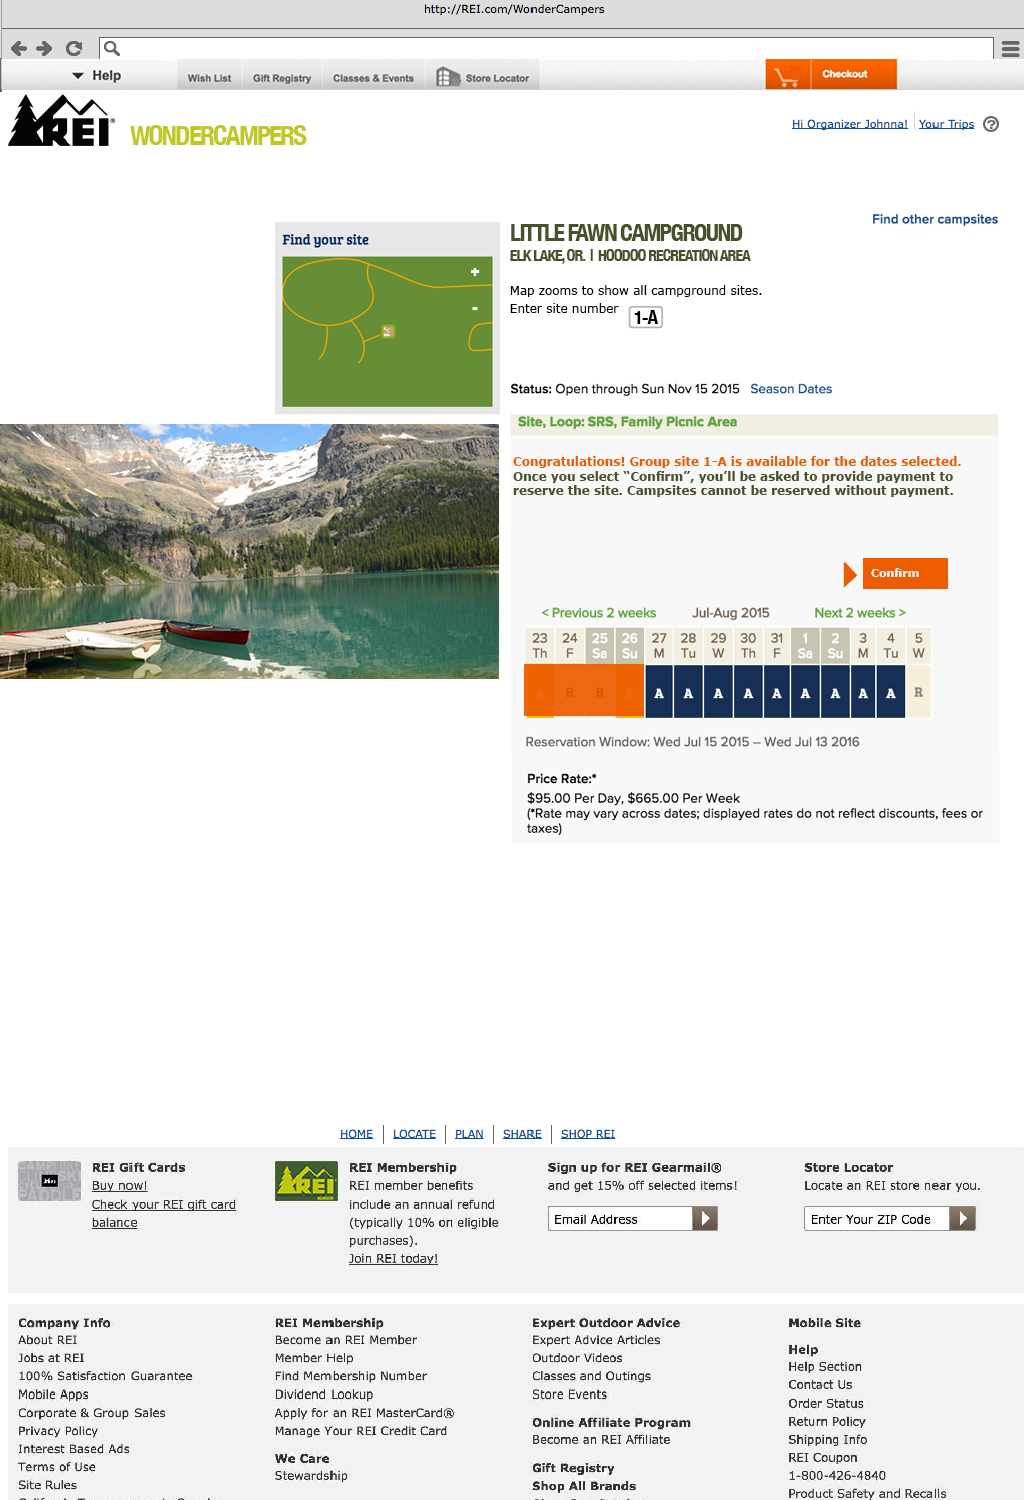 http://REI.com/WonderCampers
Help
Wish List
Gift Registry
Classes & Events
Store Locator
Checkout
REI®
WONDERCAMPERS
Hi Organizer Johnna!
Your Trips
?
Find other campsites
Find your site
+
-
LITTLE FAWN CAMPGROUND
ELK LAKE, OR. | HOODOO RECREATION AREA
Map zooms to show all campground sites.
Enter site number 1-A
Status: Open through Sun Nov 15 2015 Season Dates
Site, Loop: SRS, Family Picnic Area
Congratulations! Group site 1-A is available for the dates selected.
Once you select “Confirm”, you’ll be asked to provide payment to
reserve the site. Campsites cannot be reserved without payment.
Confirm
< Previous 2 weeks Jul-Aug 2015 Next 2 weeks >
23 24 25 26 27 28 29 30 31 1 2 3 4 5
Th F Sa Su M Tu W Th F Sa Su M Tu W
A R R A A A A A A A A A A R
Reservation Window: Wed Jul 15 2015 – Wed Jul 13 2016
Price Rate:*
$95.00 Per Day, $665.00 Per Week
(*Rate may vary across dates; displayed rates do not reflect discounts, fees or
taxes)
HOME
LOCATE
PLAN
SHARE
SHOP REI
REI Gift Cards
Buy now!
Check your REI gift card
balance
REI
REI Membership
REI member benefits
include an annual refund
(typically 10% on eligible
purchases).
Join REI today!
Sign up for REI Gearmail®
and get 15% off selected items!
Email Address
Store Locator
Locate an REI store near you.
Enter Your ZIP Code
Company Info
About REI
Jobs at REI
100% Satisfaction Guarantee
Mobile Apps
Corporate & Group Sales
Privacy Policy
Interest Based Ads
Terms of Use
Site Rules
REI Membership
Become an REI Member
Member Help
Find Membership Number
Dividend Lookup
Apply for an REI MasterCard®
Manage Your REI Credit Card
We Care
Stewardship
Expert Outdoor Advice
Expert Advice Articles
Outdoor Videos
Classes and Outings
Store Events
Online Affiliate Program
Become an REI Affiliate
Gift Registry
Shop All Brands
Mobile Site
Help
Help Section
Contact Us
Order Status
Return Policy
Shipping Info
REI Coupon
1-800-426-4840
Product Safety and Recalls